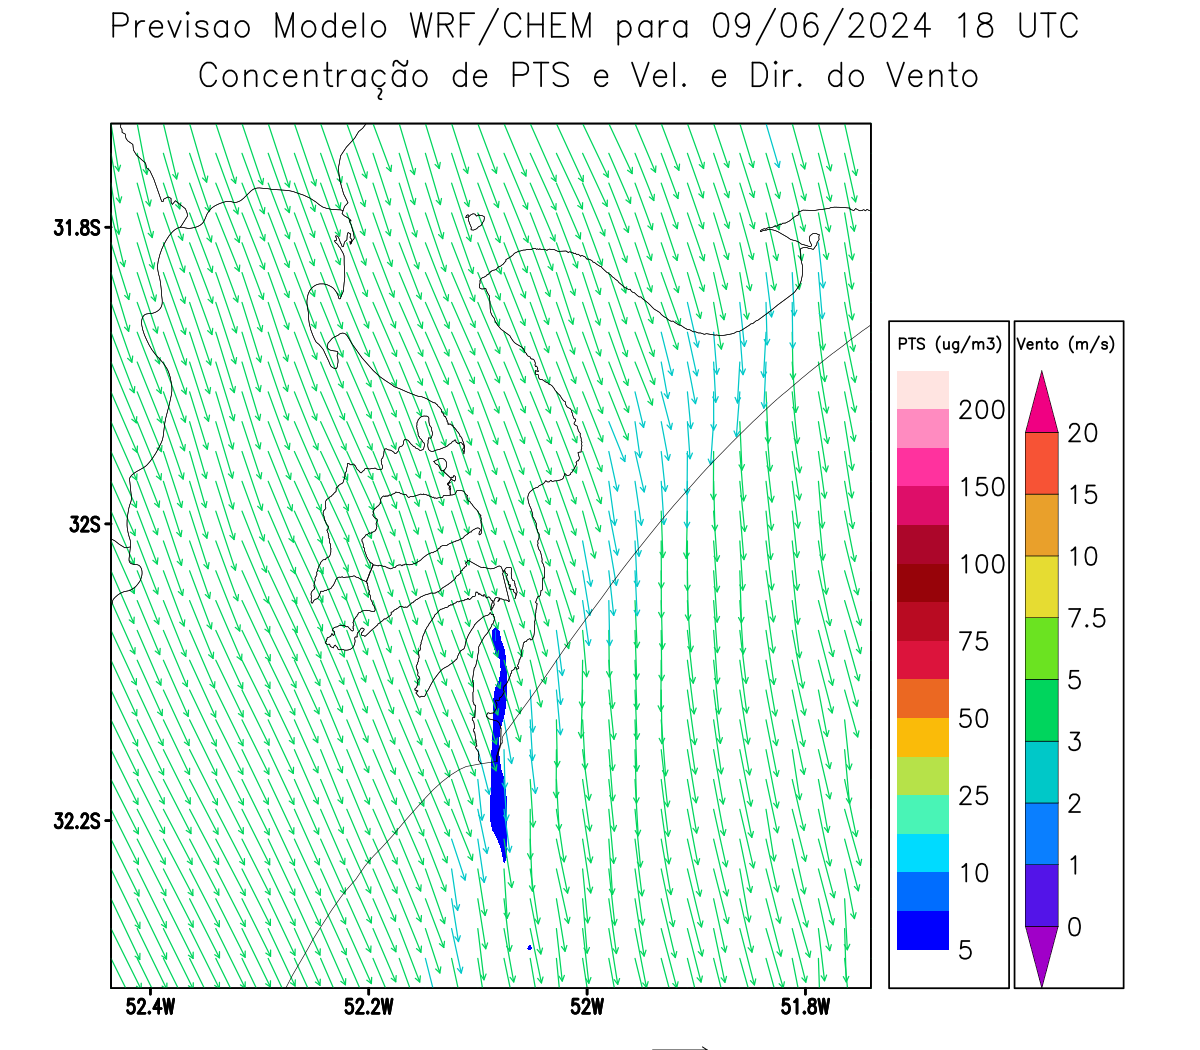 Previsao Modelo WRF/CHEM para 09/06/2024 18 UTC
Concentração de PTS e Vel. e Dir. do Vento
31.8S
32S
32.2S
52.4W
52.2W
52W
51.8W
PTS (ug/m3)
200
150
100
75
50
25
10
5
Vento (m/s)
20
15
10
7.5
5
3
2
1
0